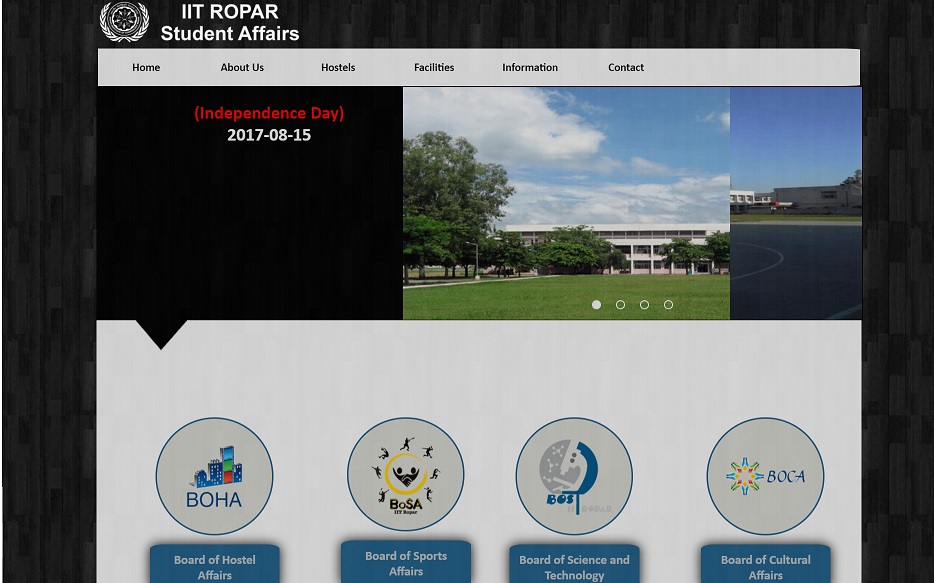 IIT ROPAR
Student Affairs
Home About Us Hostels Facilities Information Contact
(Independence Day)
2017-08-15
BOHA
BoSA
IIT Ropar
BOST
IIT ROPAR
BOCA
Board of Hostel
Affairs
Board of Sports
Affairs
Board of Science and
Technology
Board of Cultural
Affairs